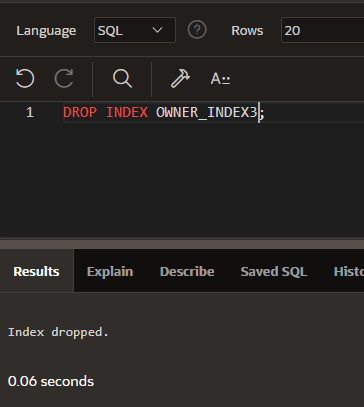 Language SQL ? Rows 20
A::
1 DROP INDEX OWNER_INDEX3;
Results Explain Describe Saved SQL Histo
Index dropped.
0.06 seconds